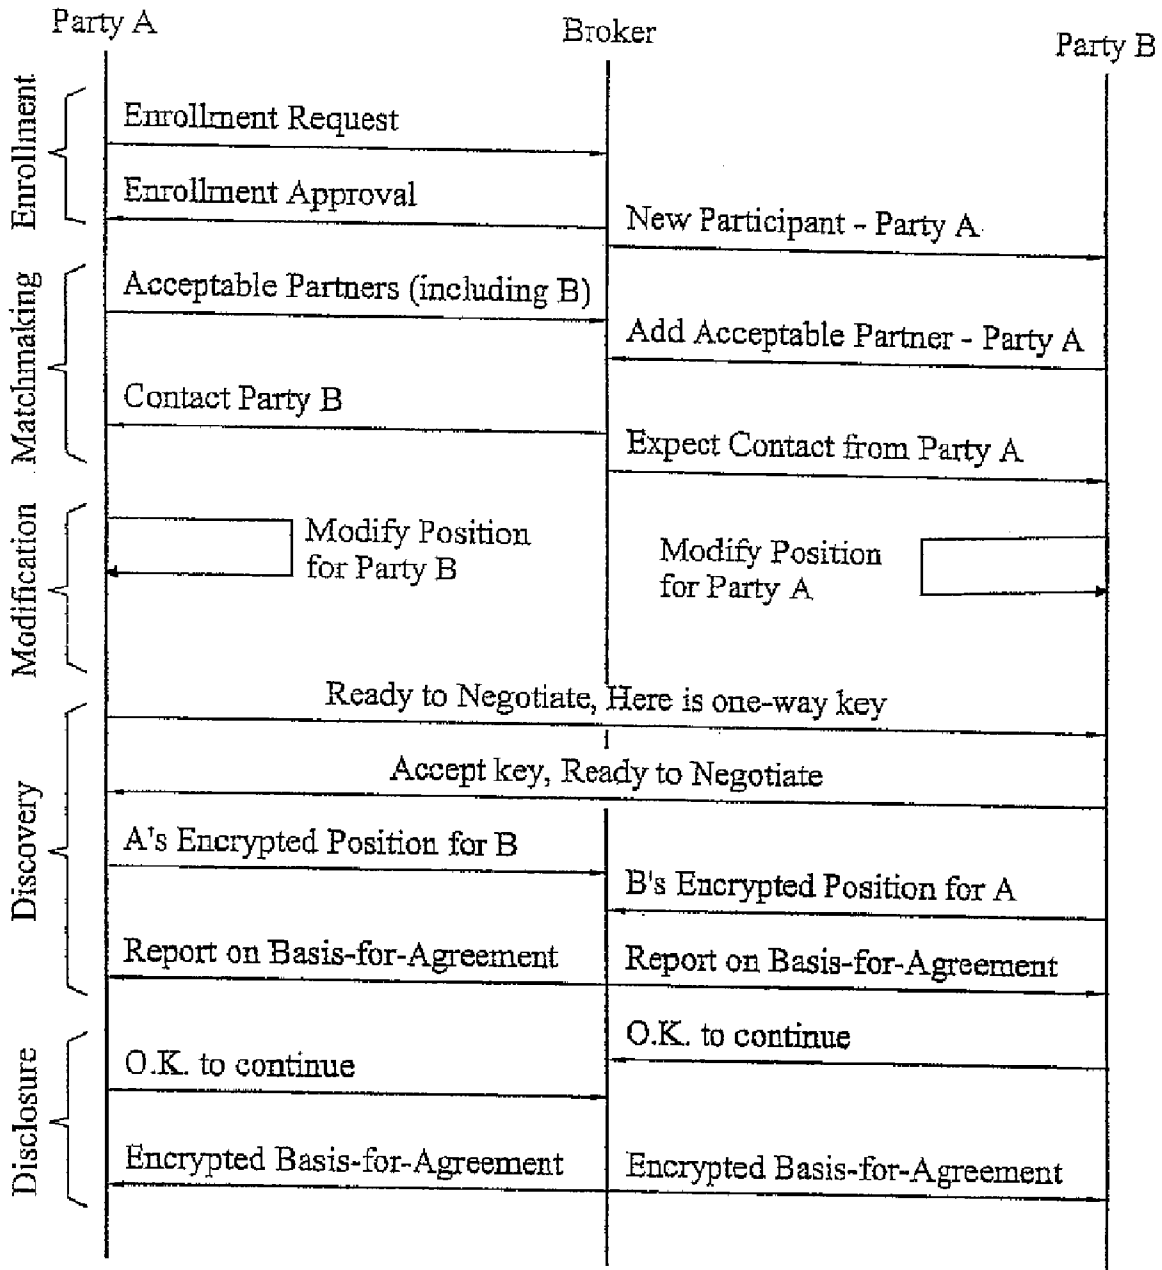 Party A
Broker
Party B
Enrollment
Enrollment Request
Enrollment Approval
New Participant - Party A
Matchmaking
Acceptable Partners (including B)
Add Acceptable Partner - Party A
Contact Party B
Expect Contact from Party A
Modification
Modify Position
for Party B
Modify Position
for Party A
Discovery
Ready to Negotiate, Here is one-way key
Accept key, Ready to Negotiate
A's Encrypted Position for B
B's Encrypted Position for A
Report on Basis-for-Agreement
Report on Basis-for-Agreement
Disclosure
O.K. to continue
O.K. to continue
Encrypted Basis-for-Agreement
Encrypted Basis-for-Agreement